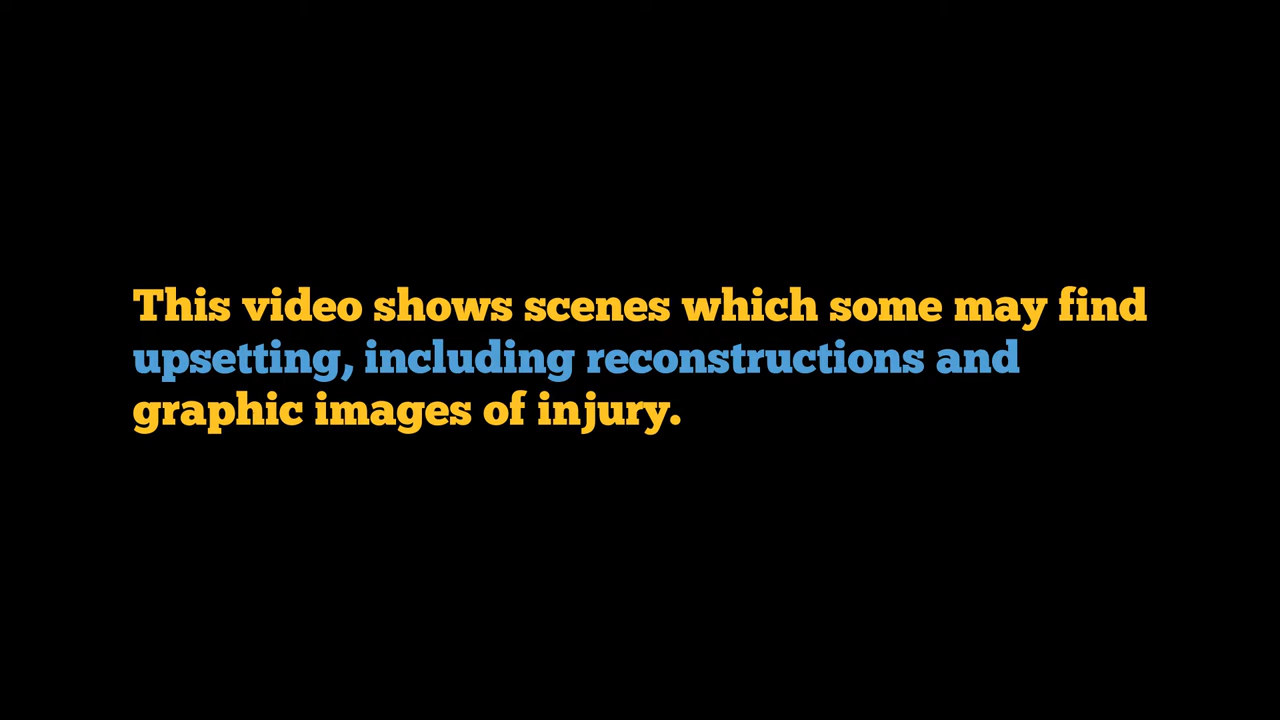 This video shows scenes which some may find
upsetting, including reconstructions and
graphic images of injury.